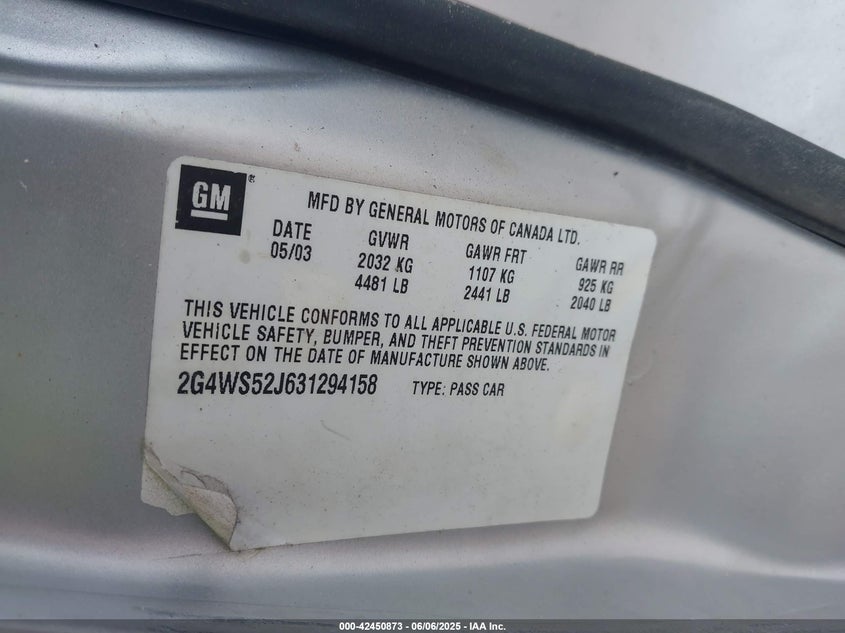 GM®
MFD BY GENERAL MOTORS OF CANADA LTD.
DATE GVWR GAWR FRT GAWR RR
05/03 2032 KG 1107 KG 925 KG
4481 LB 2441 LB 2040 LB
THIS VEHICLE CONFORMS TO ALL APPLICABLE U.S. FEDERAL MOTOR
VEHICLE SAFETY, BUMPER, AND THEFT PREVENTION STANDARDS IN
EFFECT ON THE DATE OF MANUFACTURE SHOWN ABOVE.
2G4WS52J631294158 TYPE: PASS CAR
000-42450873 - 06/06/2025 - IAA Inc.